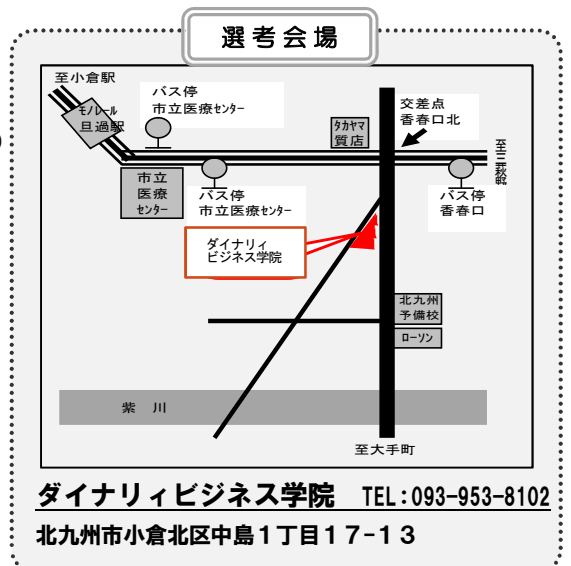 選考会場
至小倉駅
バス停
市立医療センター
モノレール
旦過駅
タカヤマ
質店
交差点
香春口北
至三萩野
市立
医療
センター
バス停
市立医療センター
バス停
香春口
ダイナリィ
ビジネス学院
北九州
予備校
ローソン
紫 川
至大手町
ダイナリィビジネス学院 TEL:093-953-8102
北九州市小倉北区中島1丁目17-13